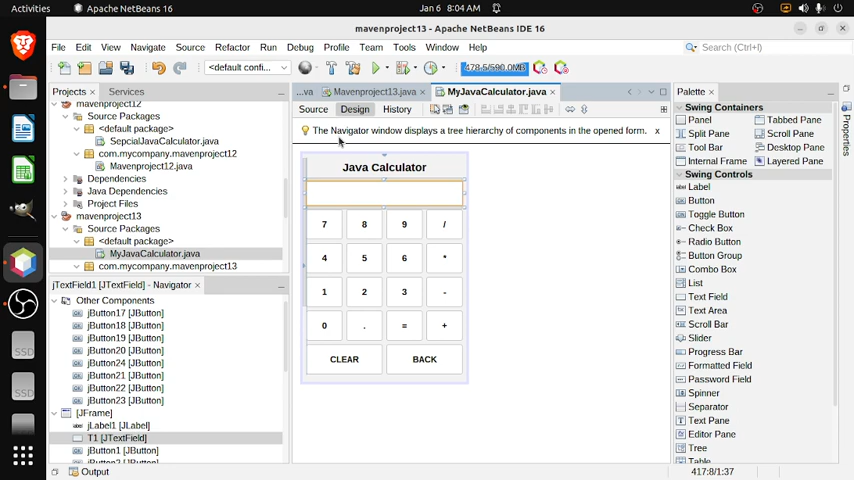 Activities
Apache NetBeans IDE 16
Jan 6 8:04 AM
mavenproject13 - Apache NetBeans IDE 16
File Edit View Navigate Source Refactor Run Debug Profile Team Tools Window Help
Search (Ctrl+I)
<default confi...
478.5/590.0MB
Projects
Services
mavenproject12
Source Packages
<default package>
SepcialJavaCalculator.java
com.mycompany.mavenproject12
Mavenproject12.java
Dependencies
Java Dependencies
Project Files
mavenproject13
Source Packages
<default package>
MyJavaCalculator.java
com.mycompany.mavenproject13
jTextField1 [JTextField] - Navigator
Other Components
jButton17 [JButton]
jButton18 [JButton]
jButton19 [JButton]
jButton20 [JButton]
jButton24 [JButton]
jButton21 [JButton]
jButton22 [JButton]
jButton23 [JButton]
[JFrame]
jLabel1 [JLabel]
T1 [JTextField]
jButton1 [JButton]
jButton2 [JButton]
Output
...va
Mavenproject13.java
MyJavaCalculator.java
Source Design History
The Navigator window displays a tree hierarchy of components in the opened form. x
Java Calculator
7 8 9 /
4 5 6 *
1 2 3 -
0 . = +
CLEAR BACK
Palette
Swing Containers
Panel Tabbed Pane
Split Pane Scroll Pane
Tool Bar Desktop Pane
Internal Frame Layered Pane
Swing Controls
Label
Button
Toggle Button
Check Box
Radio Button
Button Group
Combo Box
List
Text Field
Text Area
Scroll Bar
Slider
Progress Bar
Formatted Field
Password Field
Spinner
Separator
Text Pane
Editor Pane
Tree
Table
Properties
SSD
SSD
417:8/1:37